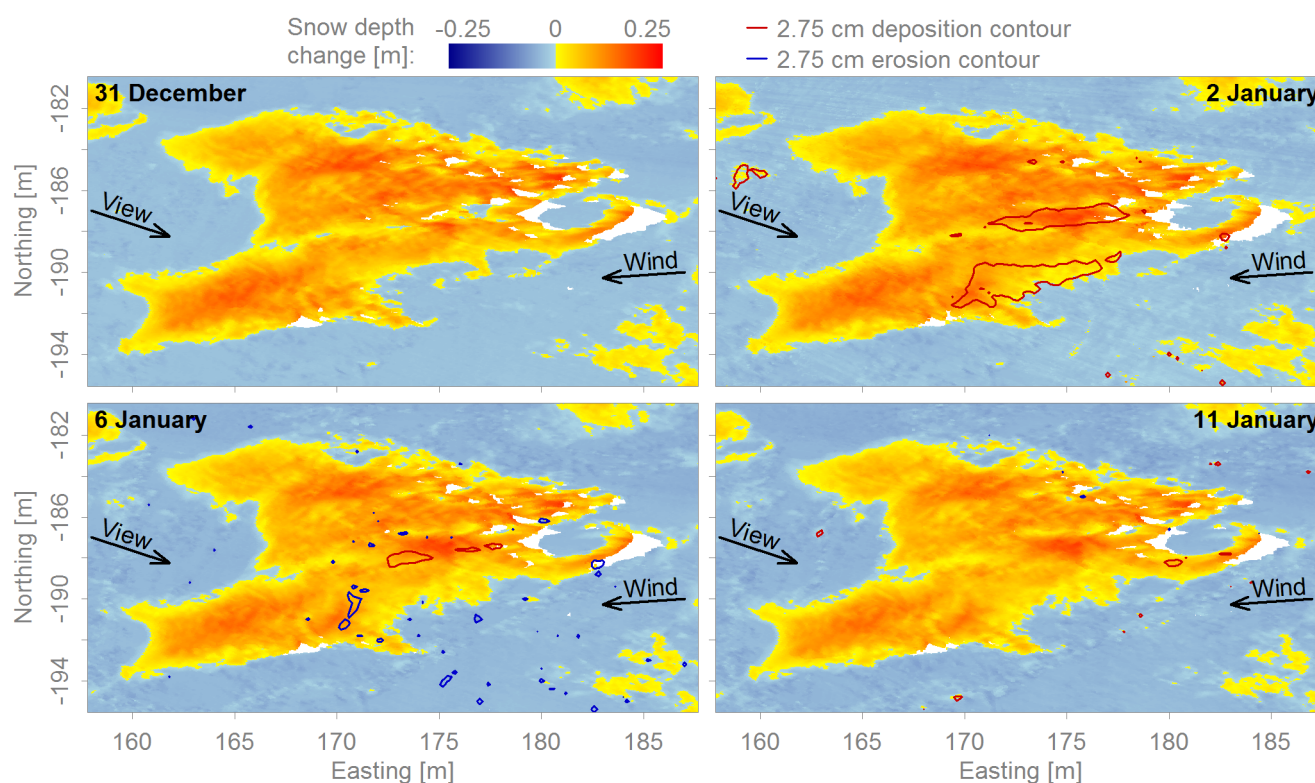 Snow depth change [m]:
-0.25 0 0.25
2.75 cm deposition contour
2.75 cm erosion contour
31 December
2 January
-182
-186
-190
-194
Northing [m]
View
Wind
View
Wind
6 January
11 January
-182
-186
-190
-194
Northing [m]
View
Wind
View
Wind
160 165 170 175 180 185
160 165 170 175 180 185
Easting [m]
Easting [m]